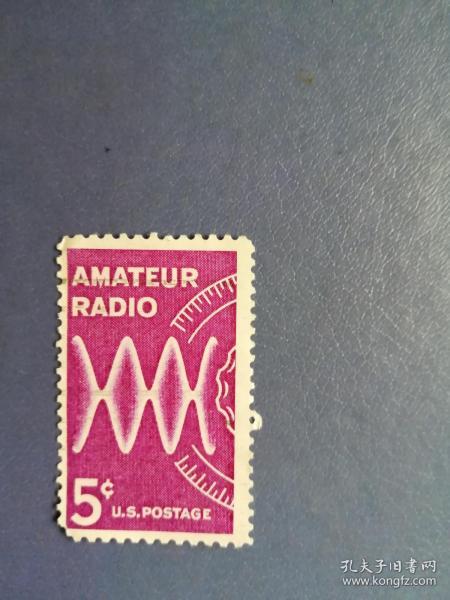 AMATEUR
RADIO
5¢
U.S. POSTAGE
孔夫子旧书网
www.kongfz.com